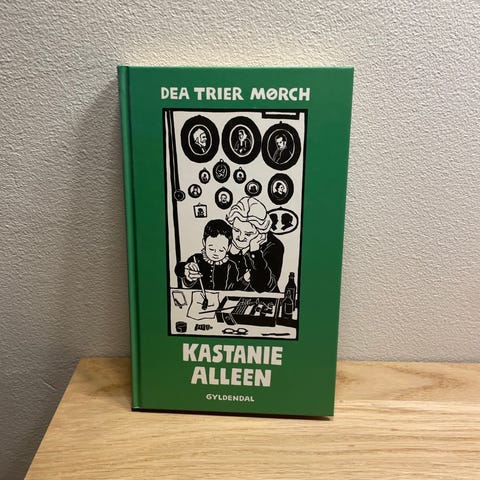 DEA TRIER MØRCH
KASTANIE
ALLEEN
GYLDENDAL